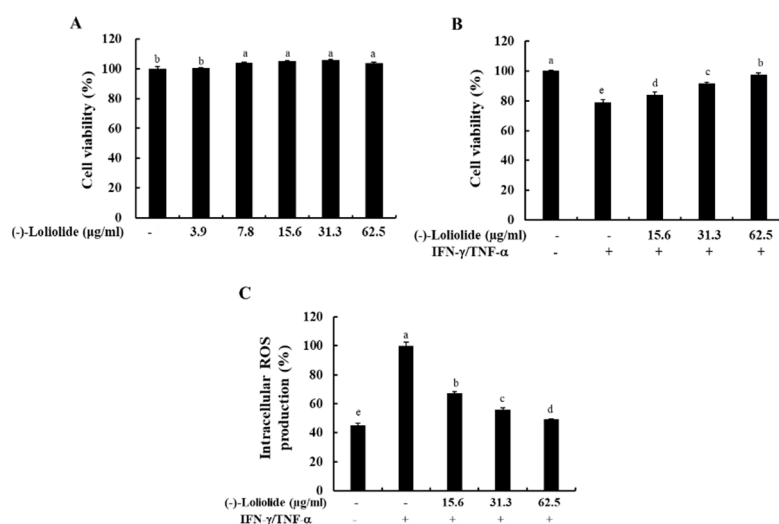 A
Cell viability (%)
120
100
80
60
40
20
0
b b a a a a
(-)-Loliolide (μg/ml) - 3.9 7.8 15.6 31.3 62.5
B
Cell viability (%)
120
100
80
60
40
20
0
a e d c b
(-)-Loliolide (μg/ml) - - 15.6 31.3 62.5
IFN-γ/TNF-α - + + + +
C
Intracellular ROS
production (%)
120
100
80
60
40
20
0
e a b c d
(-)-Loliolide (μg/ml) - - 15.6 31.3 62.5
IFN-γ/TNF-α - + + + +